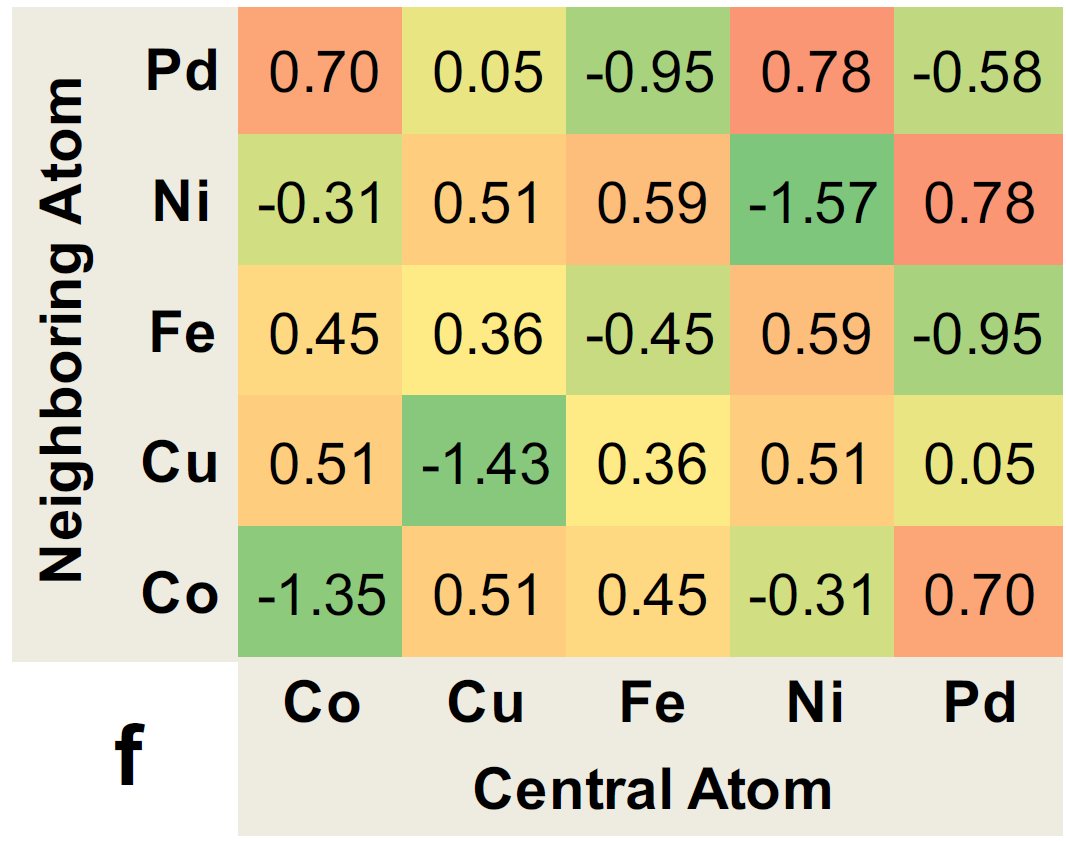 Neighboring Atom
Pd 0.70 0.05 -0.95 0.78 -0.58
Ni -0.31 0.51 0.59 -1.57 0.78
Fe 0.45 0.36 -0.45 0.59 -0.95
Cu 0.51 -1.43 0.36 0.51 0.05
Co -1.35 0.51 0.45 -0.31 0.70
Co Cu Fe Ni Pd
f
Central Atom